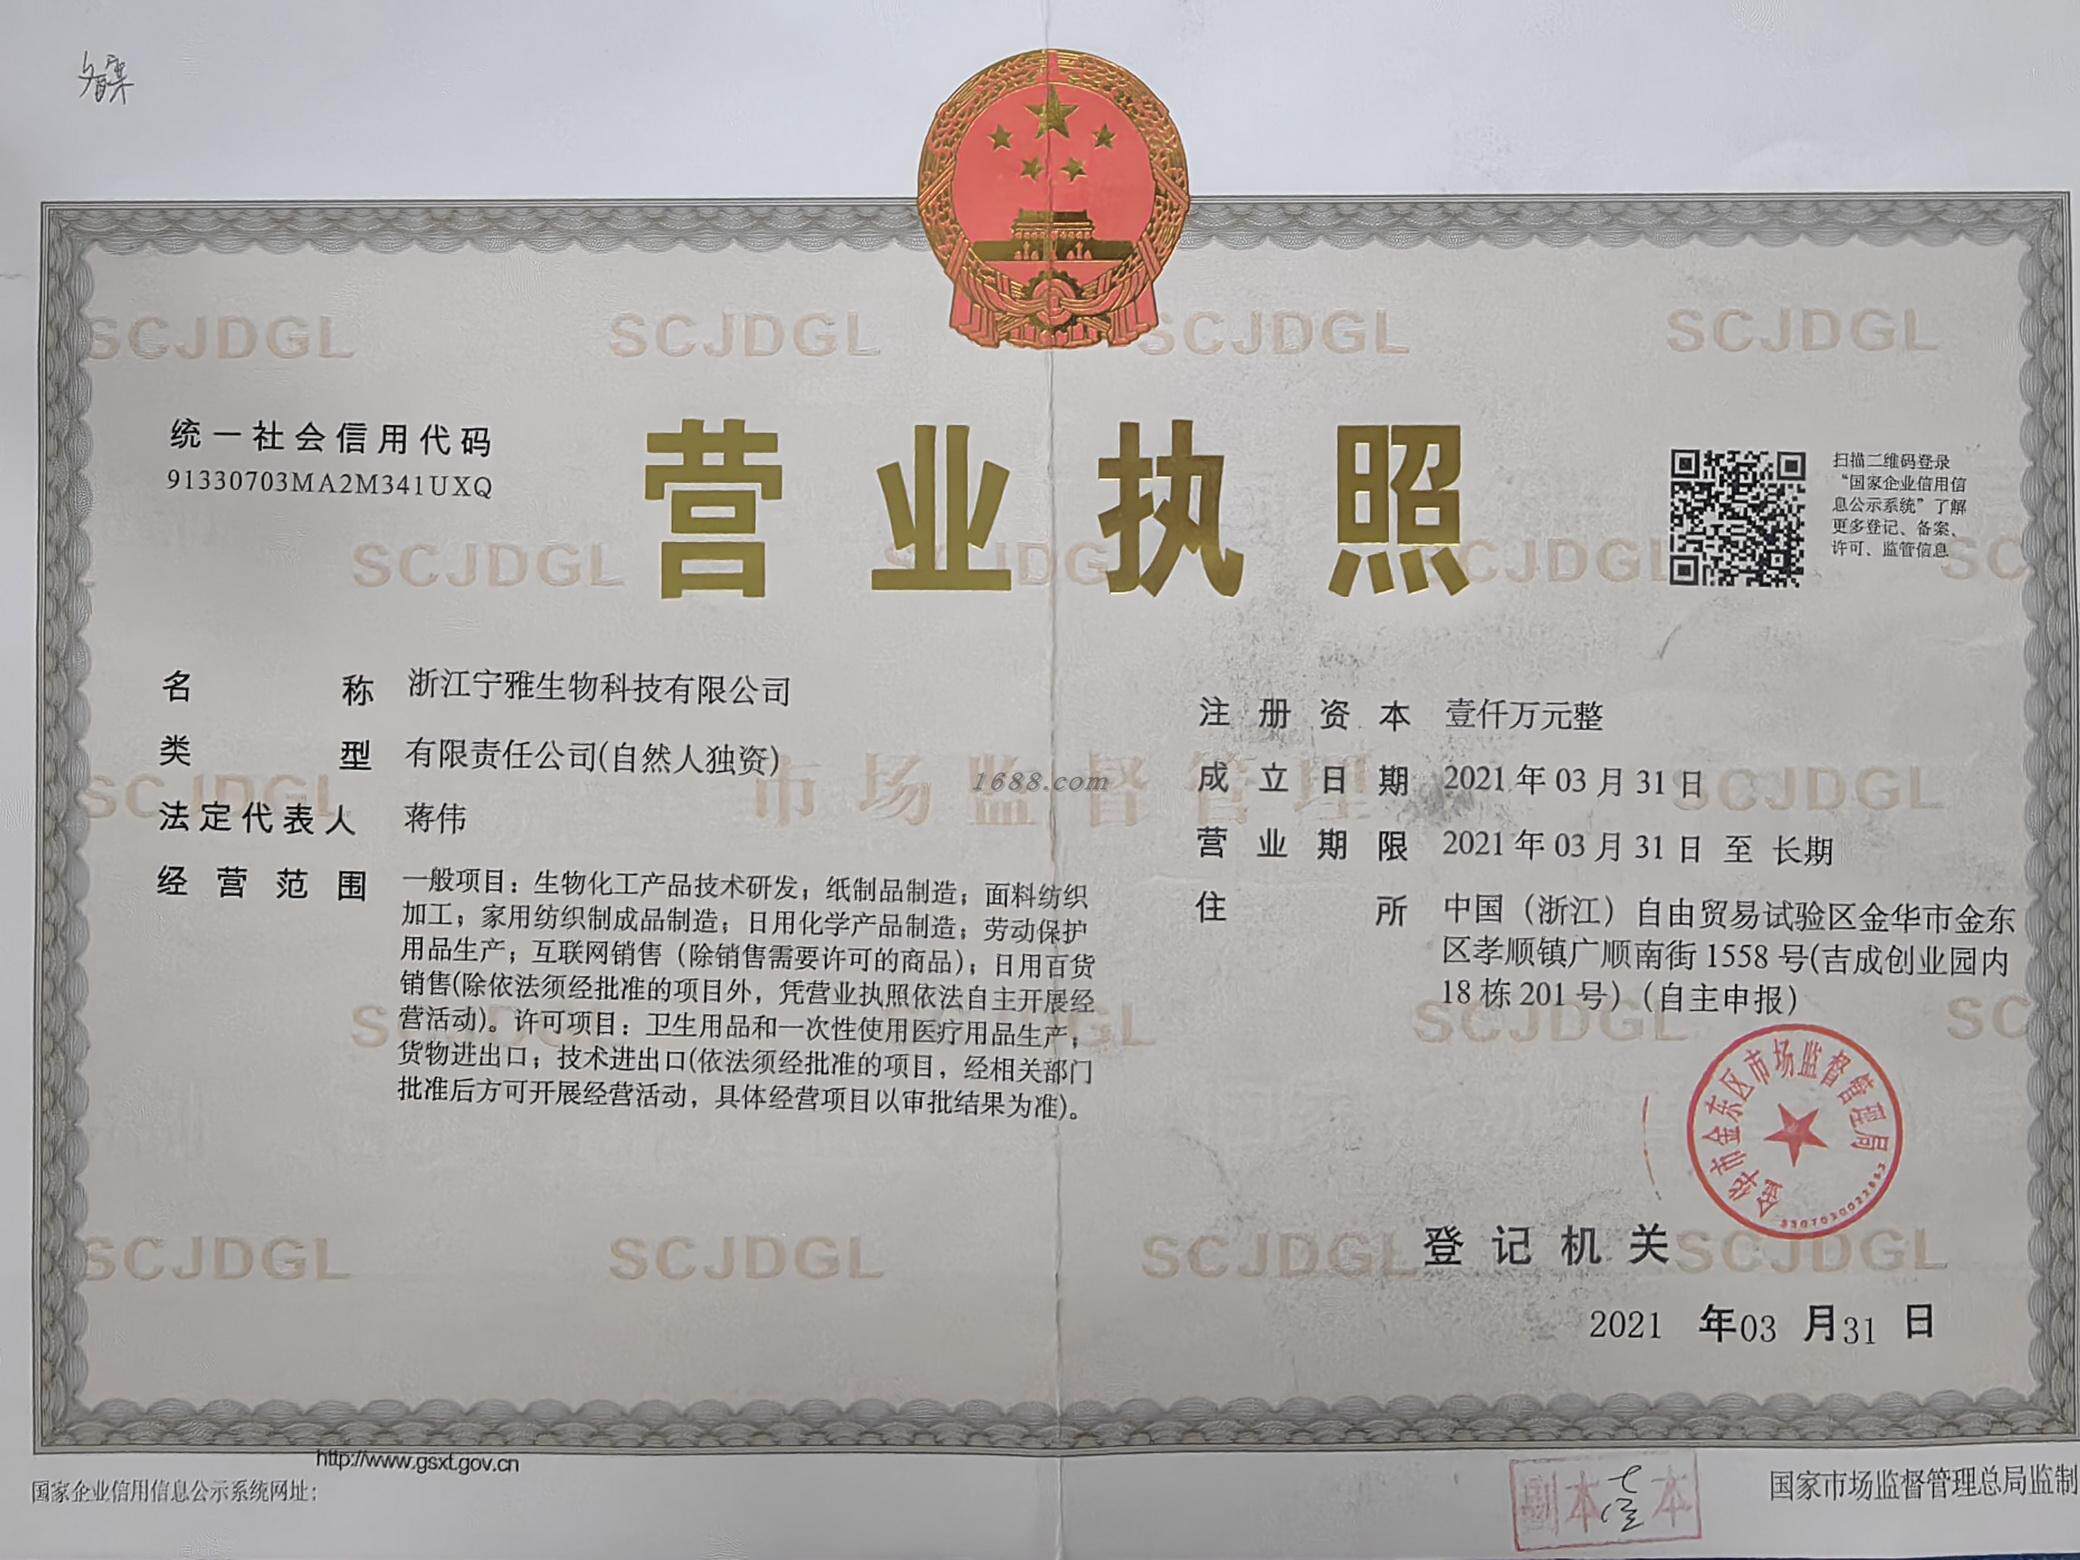 备案
SCJDGL SCJDGL SCJDGL SCJDGL
统一社会信用代码
91330703MA2M341UXQ
营业执照
扫描二维码登录
“国家企业信用信
息公示系统”了解
更多登记、备案、
许可、监管信息
名称 浙江宁雅生物科技有限公司
类型 有限责任公司(自然人独资)
法定代表人 蒋伟
经营范围 一般项目：生物化工产品技术研发；纸制品制造；面料纺织
加工；家用纺织制成品制造；日用化学产品制造；劳动保护
用品生产；互联网销售（除销售需要许可的商品）；日用百货
销售(除依法须经批准的项目外，凭营业执照依法自主开展经
营活动)。许可项目：卫生用品和一次性使用医疗用品生产；
货物进出口；技术进出口(依法须经批准的项目，经相关部门
批准后方可开展经营活动，具体经营项目以审批结果为准)。
市场监督管理
1688.com
注册资本 壹仟万元整
成立日期 2021年03月31日
营业期限 2021年03月31日 至 长期
住所 中国（浙江）自由贸易试验区金华市金东
区孝顺镇广顺南街1558号(吉成创业园内
18栋201号)（自主申报）
金华市金东区市场监督管理局
登记机关
2021 年03 月31 日
http://www.gsxt.gov.cn
国家企业信用信息公示系统网址：
副本壹本
国家市场监督管理总局监制